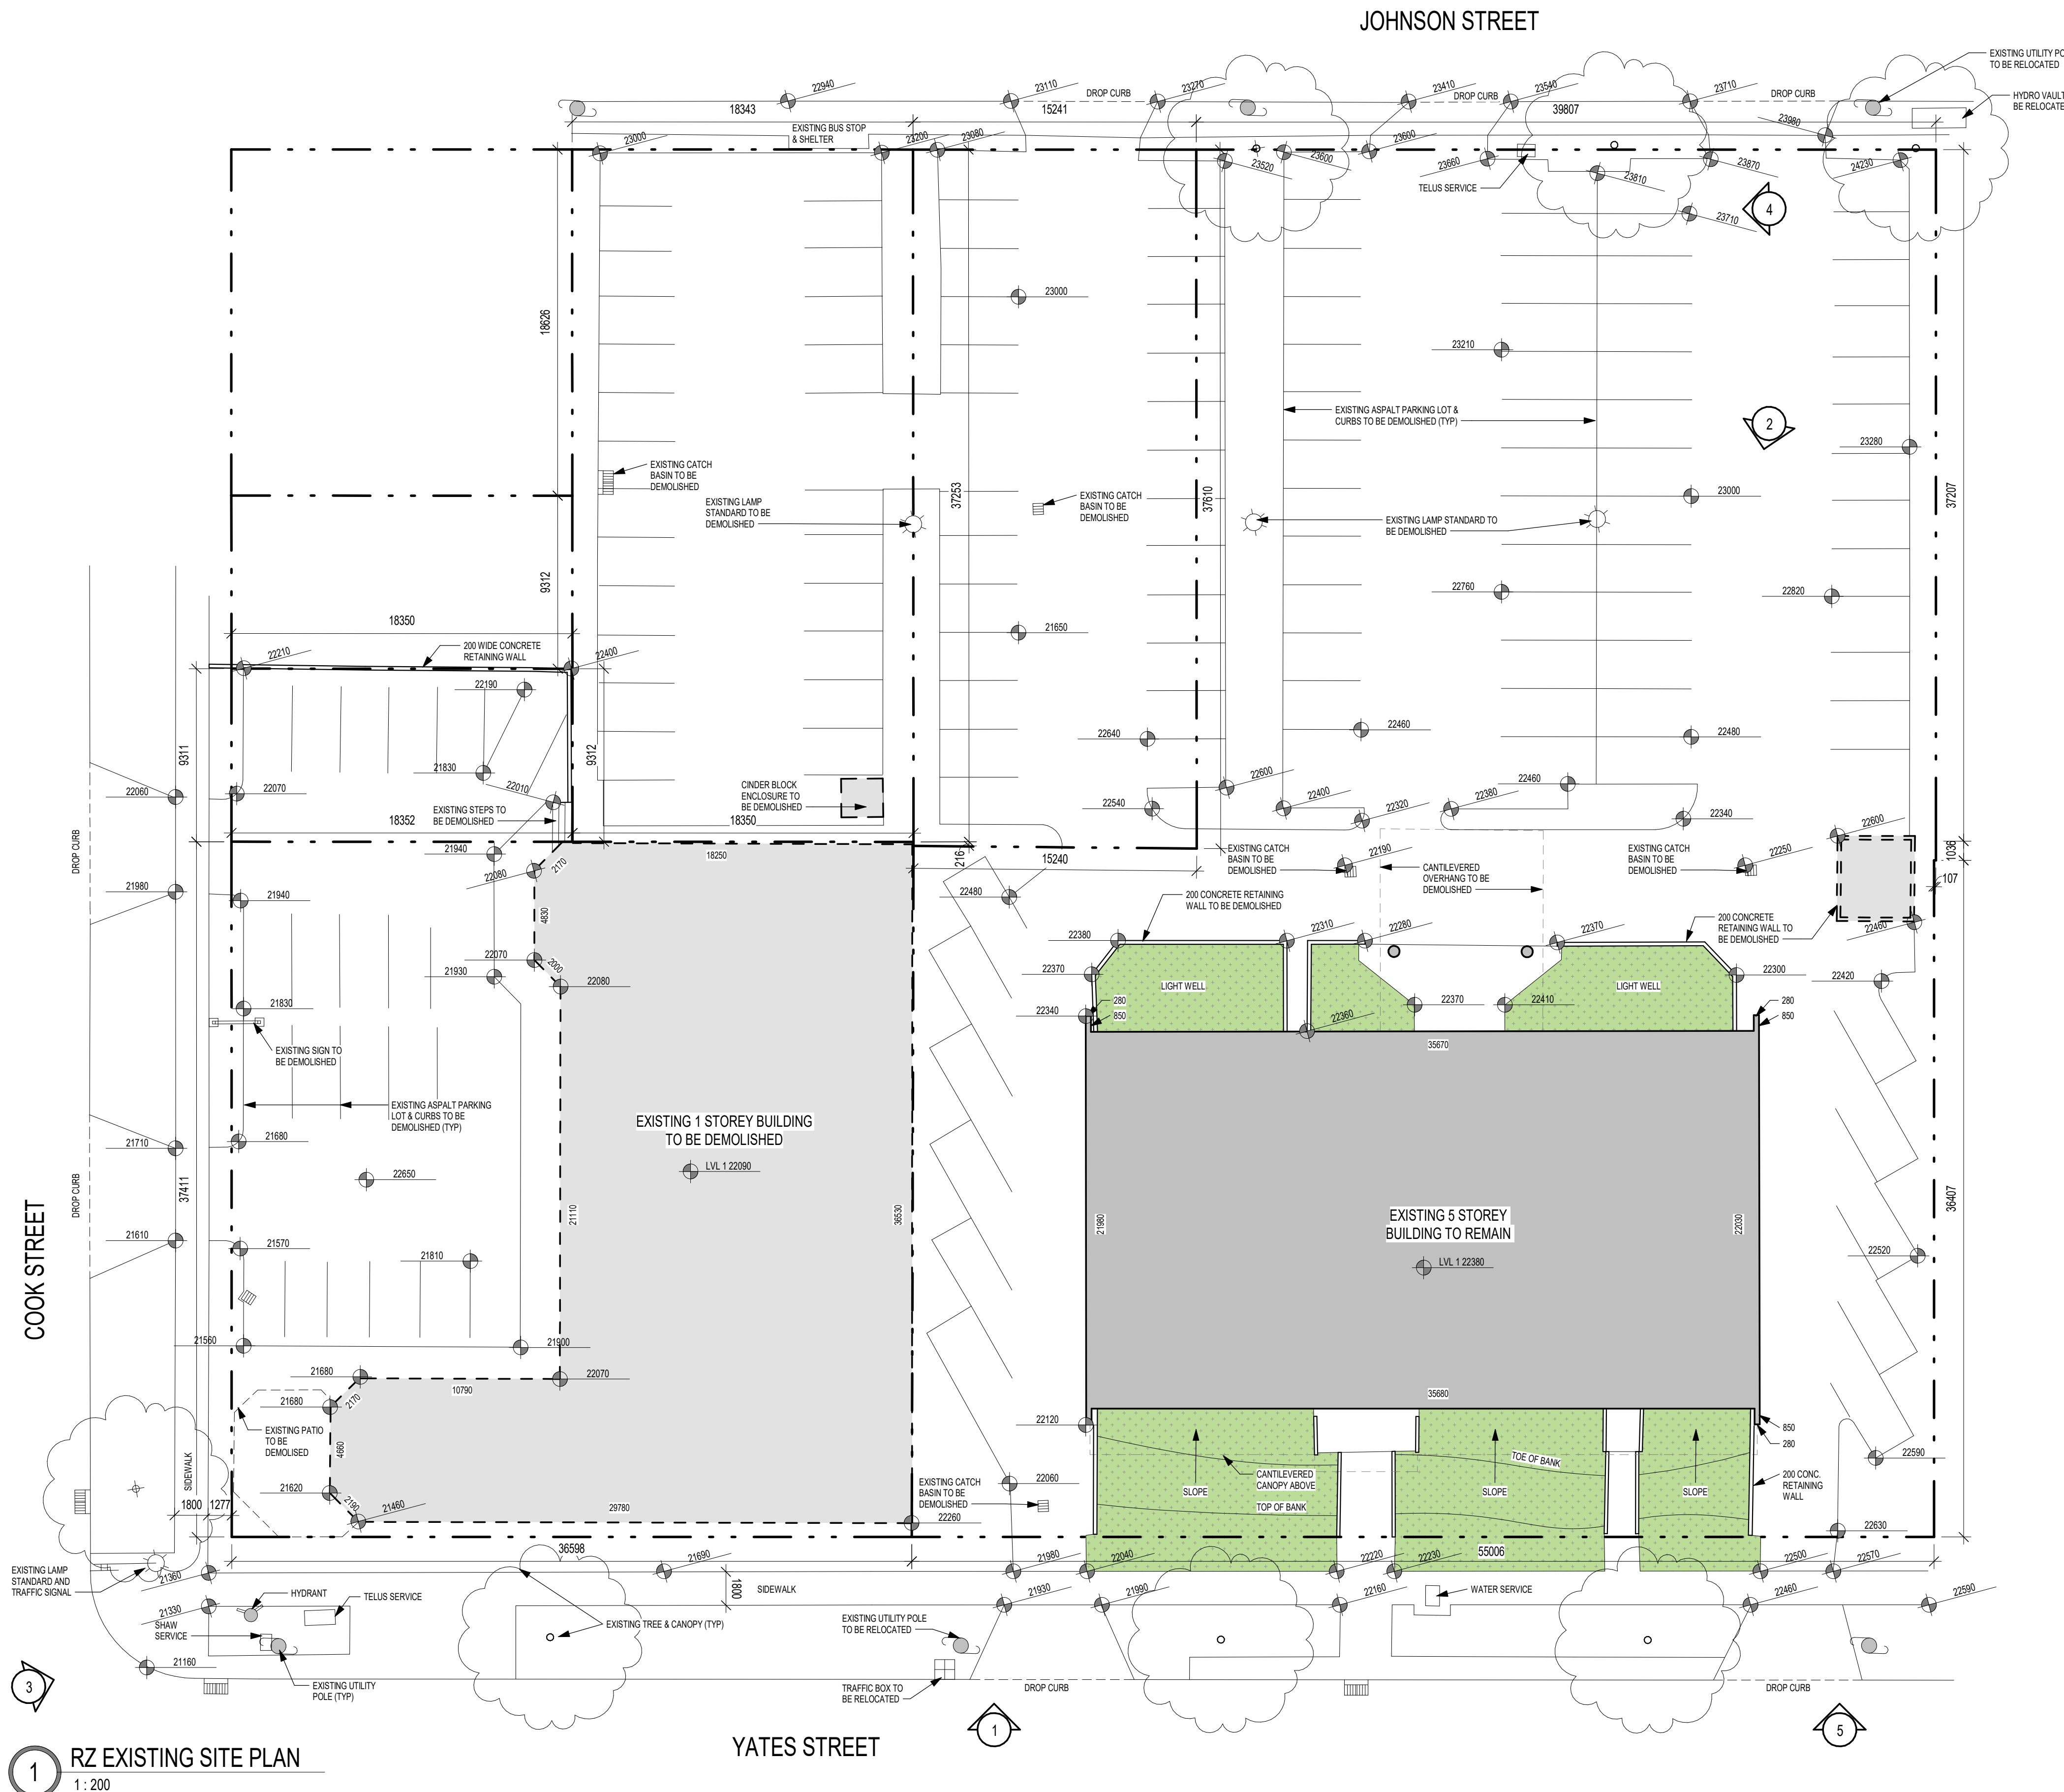 JOHNSON STREET
EXISTING UTILITY PO
TO BE RELOCATED
HYDRO VAULT
BE RELOCATE
22940
23110
DROP CURB
23270
23410
DROP CURB
23540
23710
DROP CURB
18343
15241
39807
EXISTING BUS STOP
& SHELTER
23000
23200
23080
23520
23600
23600
23660
23810
23870
23980
24230
TELUS SERVICE
23710
4
18626
23000
23210
EXISTING ASPALT PARKING LOT &
CURBS TO BE DEMOLISHED (TYP)
2
23280
EXISTING CATCH
BASIN TO BE
DEMOLISHED
EXISTING LAMP
STANDARD TO BE
DEMOLISHED
37253
EXISTING CATCH
BASIN TO BE
DEMOLISHED
37610
EXISTING LAMP STANDARD TO
BE DEMOLISHED
23000
37207
9312
22760
22820
18350
21650
200 WIDE CONCRETE
RETAINING WALL
22210
22400
22190
9311
21830
22010
9312
22640
22460
22480
22060
22070
CINDER BLOCK
ENCLOSURE TO
BE DEMOLISHED
22600
22460
22540
22400
22320
22380
22340
EXISTING STEPS TO
BE DEMOLISHED
18352
18350
DROP CURB
22600
1036
107
21940
22080
2170
18250
216
15240
EXISTING CATCH
BASIN TO BE
DEMOLISHED
22190
CANTILEVERED
OVERHANG TO BE
DEMOLISHED
EXISTING CATCH
BASIN TO BE
DEMOLISHED
22250
21980
21940
4830
22480
200 CONCRETE RETAINING
WALL TO BE DEMOLISHED
200 CONCRETE
RETAINING WALL TO
BE DEMOLISHED
22460
22380
22310
22280
22370
22070
2000
21930
22080
22370
LIGHT WELL
LIGHT WELL
22300
22420
21830
22340
280
850
22360
22370
22410
280
850
EXISTING SIGN TO
BE DEMOLISHED
35670
EXISTING ASPALT PARKING
LOT & CURBS TO BE
DEMOLISHED (TYP)
EXISTING 1 STOREY BUILDING
TO BE DEMOLISHED
LVL 1 22090
21710
21680
22650
37411
DROP CURB
21110
36530
21980
EXISTING 5 STOREY
BUILDING TO REMAIN
LVL 1 22380
22030
36407
COOK STREET
21610
21570
21810
22520
21560
21900
21680
22070
10790
35680
21680
2170
EXISTING PATIO
TO BE
DEMOLISED
4660
22120
850
280
22590
TOE OF BANK
CANTILEVERED
CANOPY ABOVE
SIDEWALK
21620
2190
21460
29780
EXISTING CATCH
BASIN TO BE
DEMOLISHED
22060
SLOPE
TOP OF BANK
SLOPE
SLOPE
200 CONC.
RETAINING
WALL
1800
1277
22260
22630
36598
55006
EXISTING LAMP
STANDARD AND
TRAFFIC SIGNAL
21360
21690
21980
22040
22220
22230
22500
22570
HYDRANT
TELUS SERVICE
1800
SIDEWALK
21930
21990
22160
WATER SERVICE
22460
22590
21330
SHAW
SERVICE
EXISTING TREE & CANOPY (TYP)
EXISTING UTILITY POLE
TO BE RELOCATED
21160
EXISTING UTILITY
POLE (TYP)
TRAFFIC BOX TO
BE RELOCATED
DROP CURB
DROP CURB
3
1
5
YATES STREET
1
RZ EXISTING SITE PLAN
1 : 200